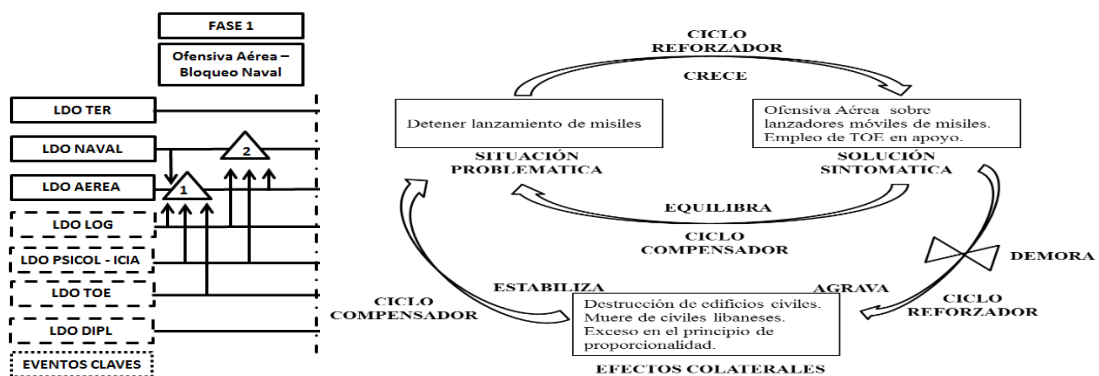 FASE 1
Ofensiva Aérea –
Bloqueo Naval
LDO TER
LDO NAVAL
LDO AEREA
LDO LOG
LDO PSICOL - ICIA
LDO TOE
LDO DIPL
EVENTOS CLAVES
2
1
CICLO
REFORZADOR
CRECE
Detener lanzamiento de misiles
SITUACIÓN
PROBLEMATICA
Ofensiva Aérea sobre
lanzadores móviles de misiles.
Empleo de TOE en apoyo.
SOLUCIÓN
SINTOMATICA
EQUILIBRA
CICLO
COMPENSADOR
DEMORA
ESTABILIZA
AGRAVA
CICLO
COMPENSADOR
CICLO
REFORZADOR
Destrucción de edificios civiles.
Muere de civiles libaneses.
Exceso en el principio de
proporcionalidad.
EFECTOS COLATERALES